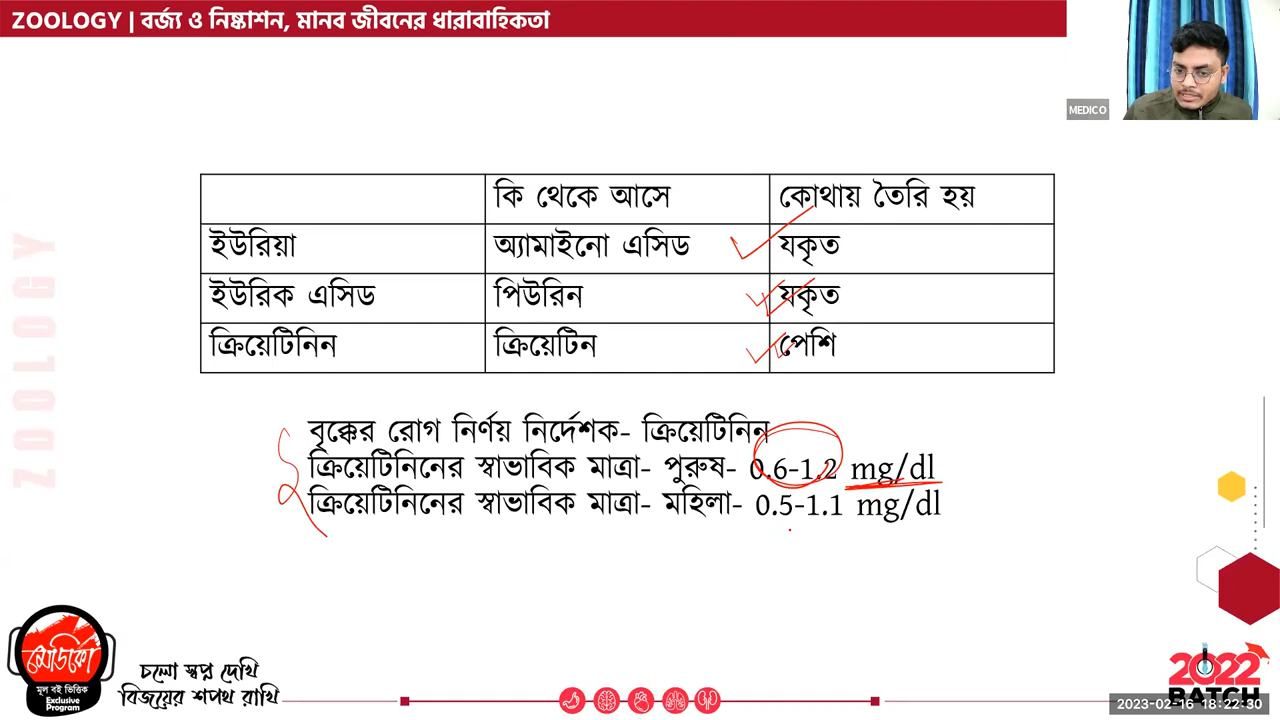 ZOOLOGY | বর্জ্য ও নিষ্কাশন, মানব জীবনের ধারাবাহিকতা
MEDICO
ZOOLOGY
কি থেকে আসে কোথায় তৈরি হয়
ইউরিয়া অ্যামাইনো এসিড যকৃত
ইউরিক এসিড পিউরিন যকৃত
ক্রিয়েটিনিন ক্রিয়েটিন পেশি
বৃক্কের রোগ নির্ণয় নির্দেশক- ক্রিয়েটিনিন
ক্রিয়েটিনিনের স্বাভাবিক মাত্রা- পুরুষ- 0.6-1.2 mg/dl
ক্রিয়েটিনিনের স্বাভাবিক মাত্রা- মহিলা- 0.5-1.1 mg/dl
মেডিকো
মূল বই ভিত্তিক
Exclusive
Program
চলো স্বপ্ন দেখি
বিজয়ের শপথ রাখি
2022
BATCH
2023-02-16 18:22:30